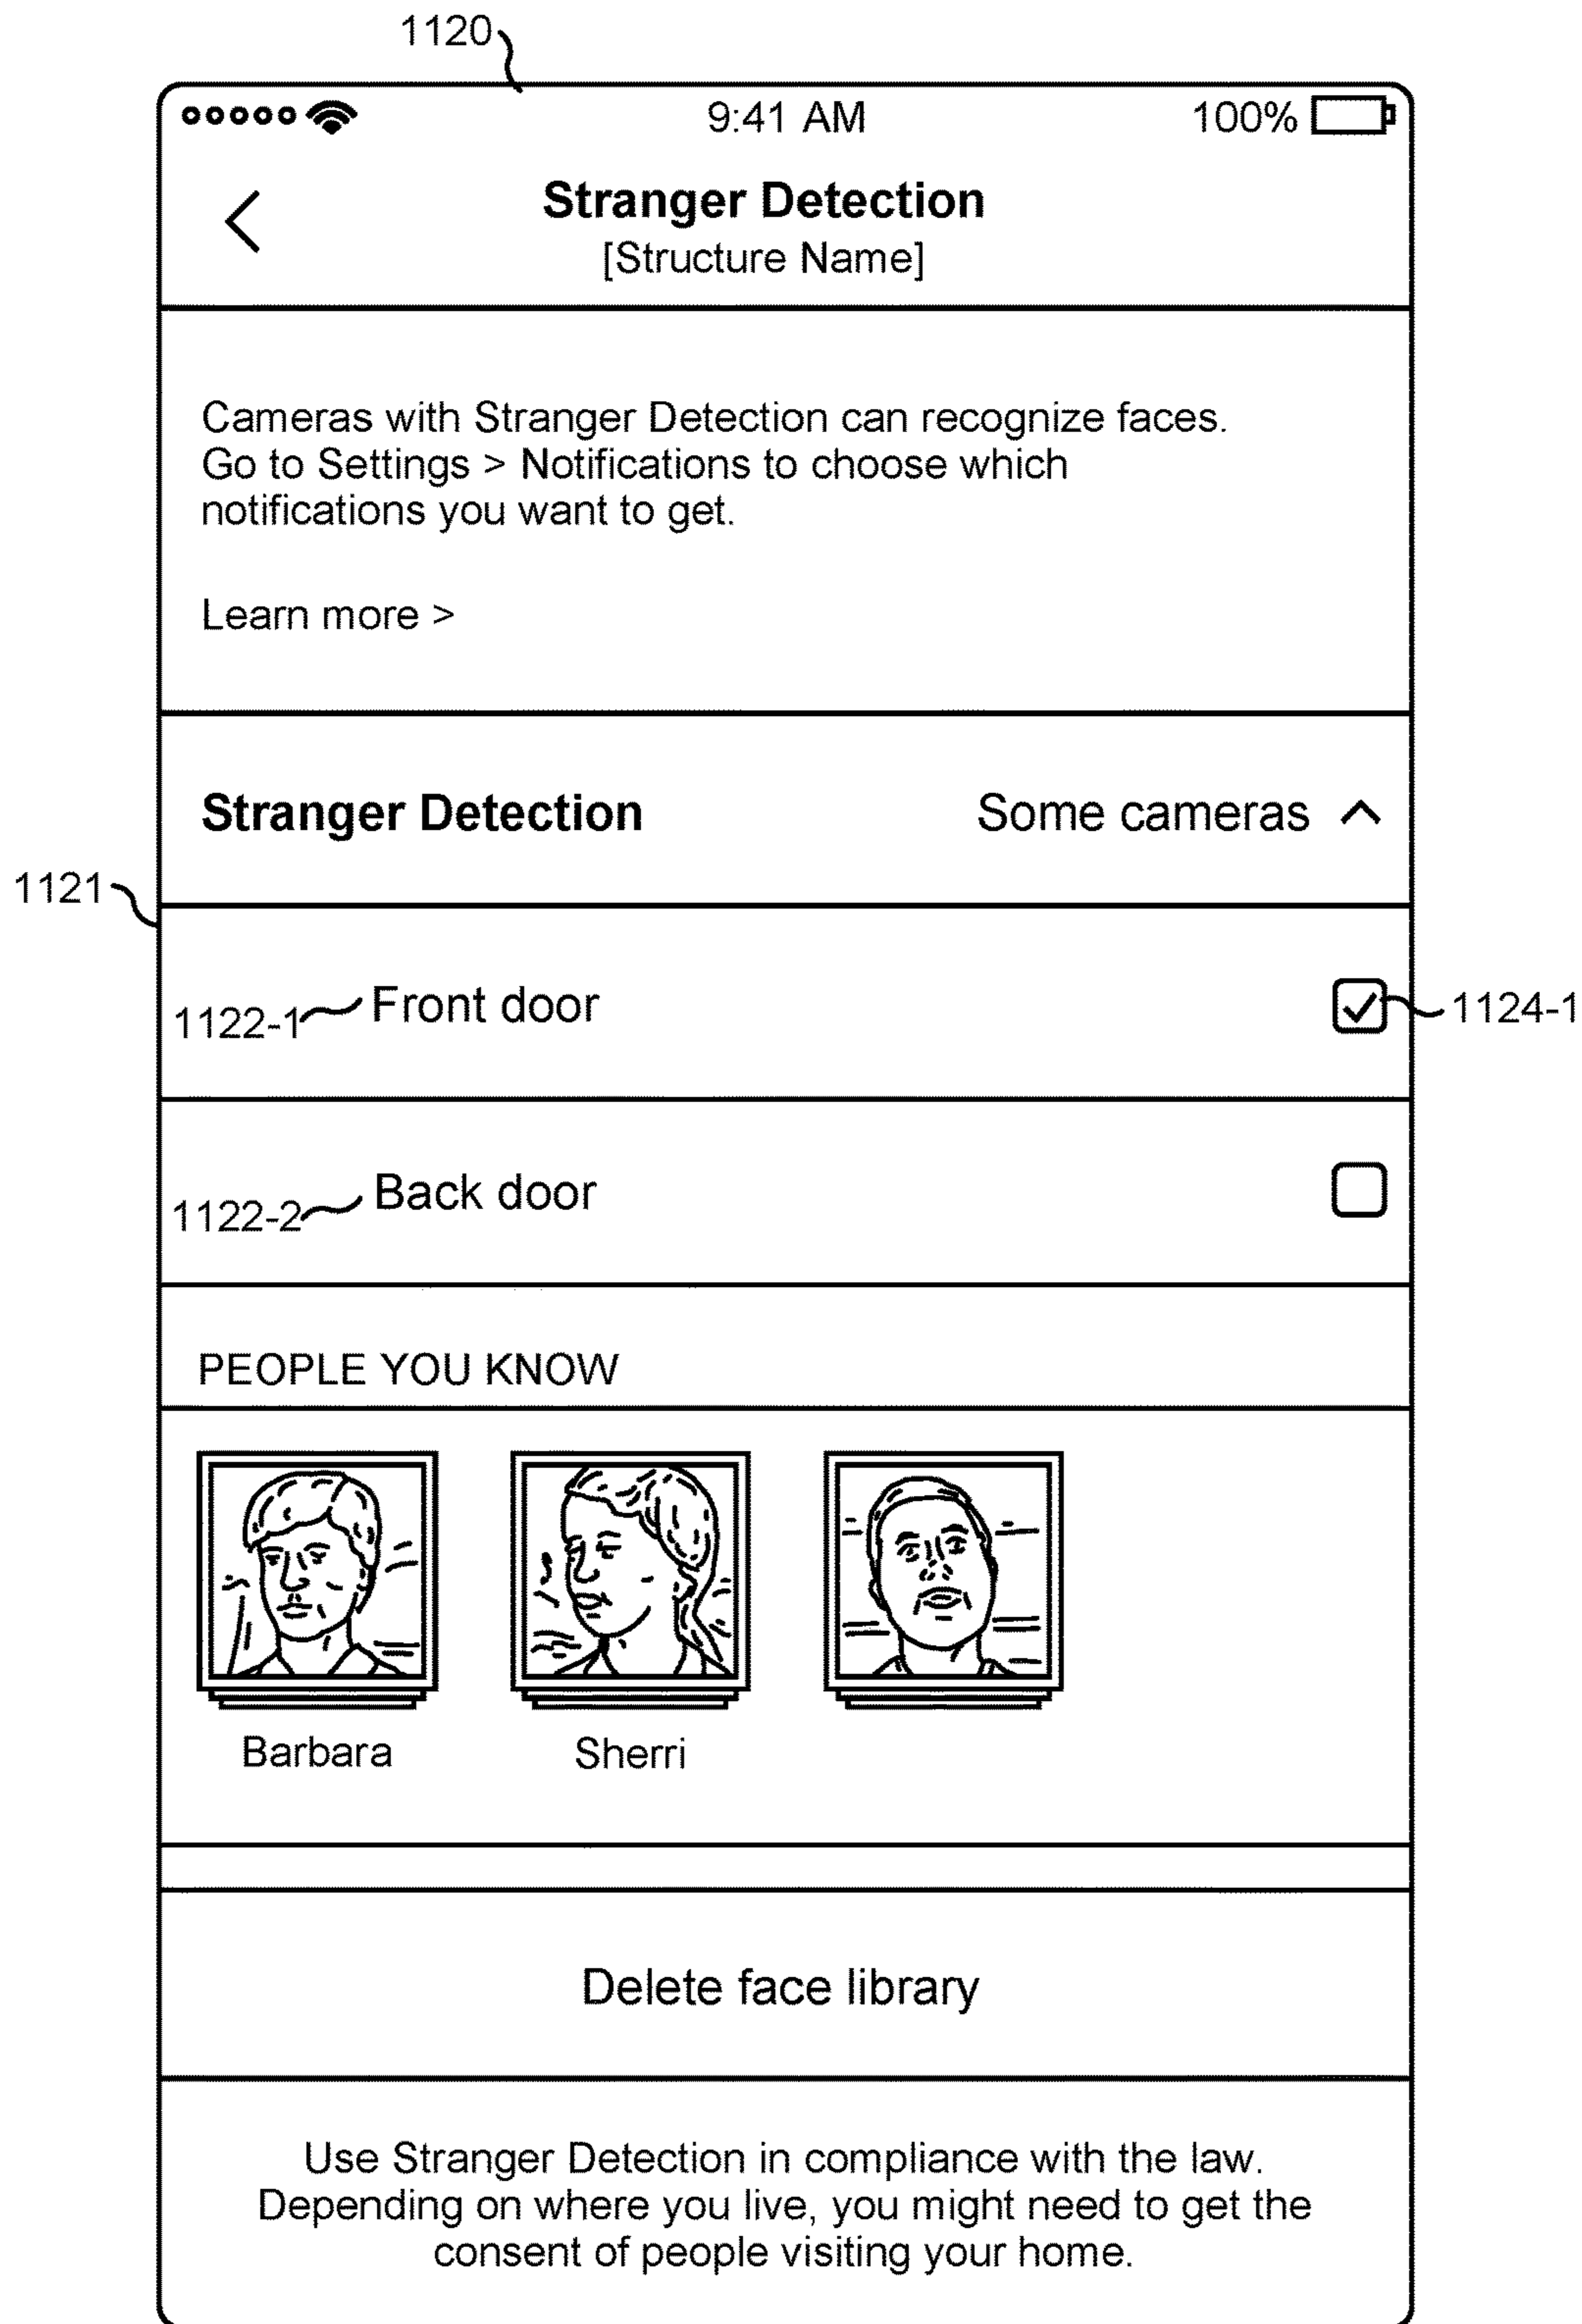 1120
9:41 AM
100%
Stranger Detection
[Structure Name]
Cameras with Stranger Detection can recognize faces.
Go to Settings > Notifications to choose which
notifications you want to get.
Learn more >
Stranger Detection
Some cameras
1121
1122-1
Front door
1124-1
1122-2
Back door
PEOPLE YOU KNOW
Barbara
Sherri
Delete face library
Use Stranger Detection in compliance with the law.
Depending on where you live, you might need to get the
consent of people visiting your home.